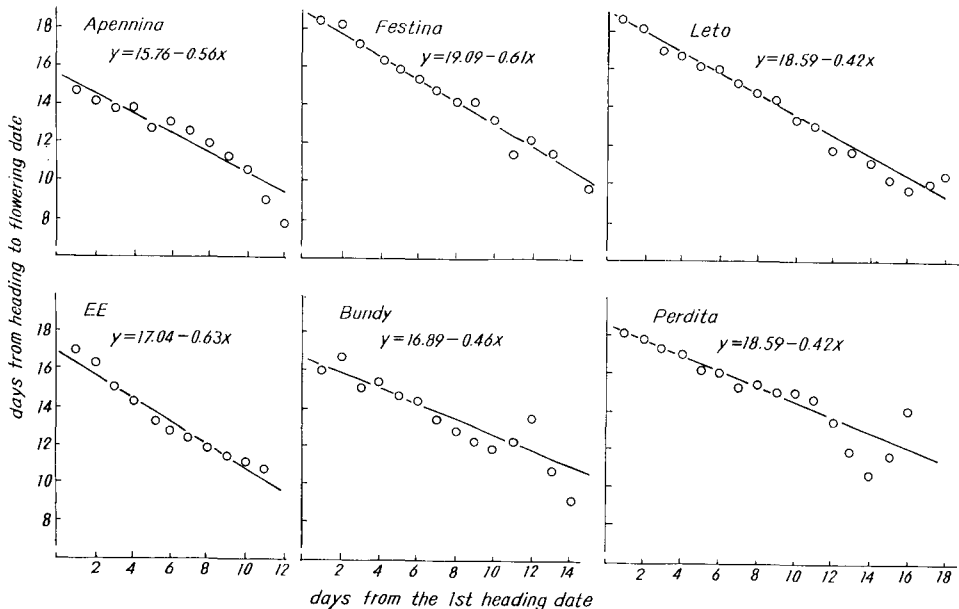 days from heading to flowering date
18
16
14
12
10
8
Apennina
y=15.76-0.56x
Festina
y=19.09-0.61x
Leto
y=18.59-0.42x
18
16
14
12
10
8
EE
y=17.04-0.63x
Bundy
y=16.89-0.46x
Perdita
y=18.59-0.42x
2 4 6 8 10 12
2 4 6 8 10 12 14
2 4 6 8 10 12 14 16 18
days from the 1st heading date